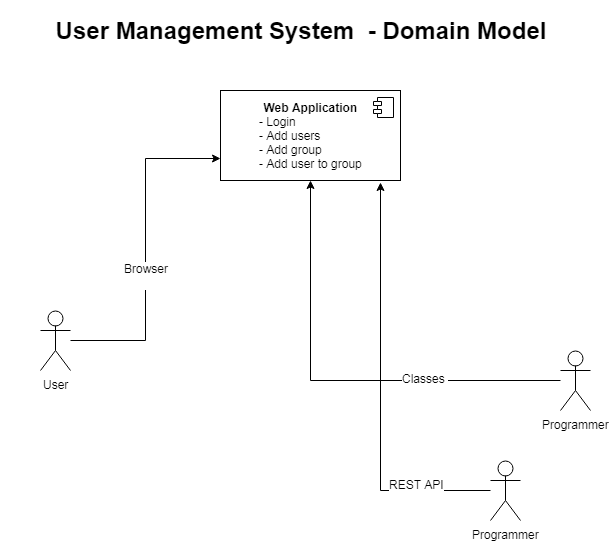 User Management System  - Domain Model
Web Application
- Login
- Add users
- Add group
- Add user to group
Browser
User
Classes
Programmer
REST API
Programmer